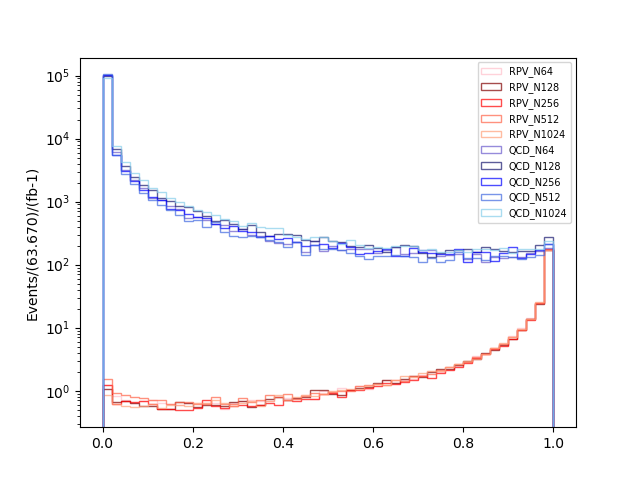 Events/(63.670)/(fb-1)
10^5
10^4
10^3
10^2
10^1
10^0
0.0 0.2 0.4 0.6 0.8 1.0
RPV_N64
RPV_N128
RPV_N256
RPV_N512
RPV_N1024
QCD_N64
QCD_N128
QCD_N256
QCD_N512
QCD_N1024